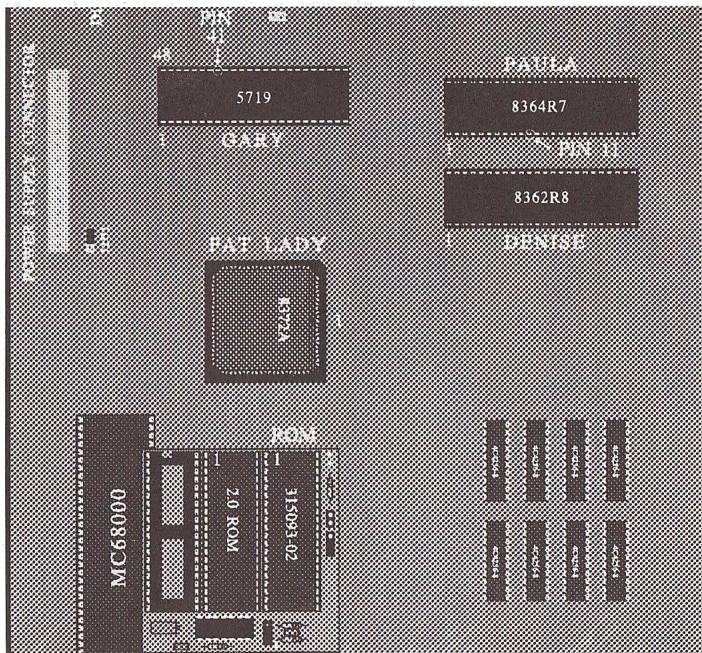 PIN
41
48
5719
1
GARY
POWER SUPPLY CONNECTOR
PAULA
8364R7
1
PIN 11
8362R8
1
DENISE
FAT LADY
8372A
1
ROM
MC68000
1
2.0 ROM
1
315093-02